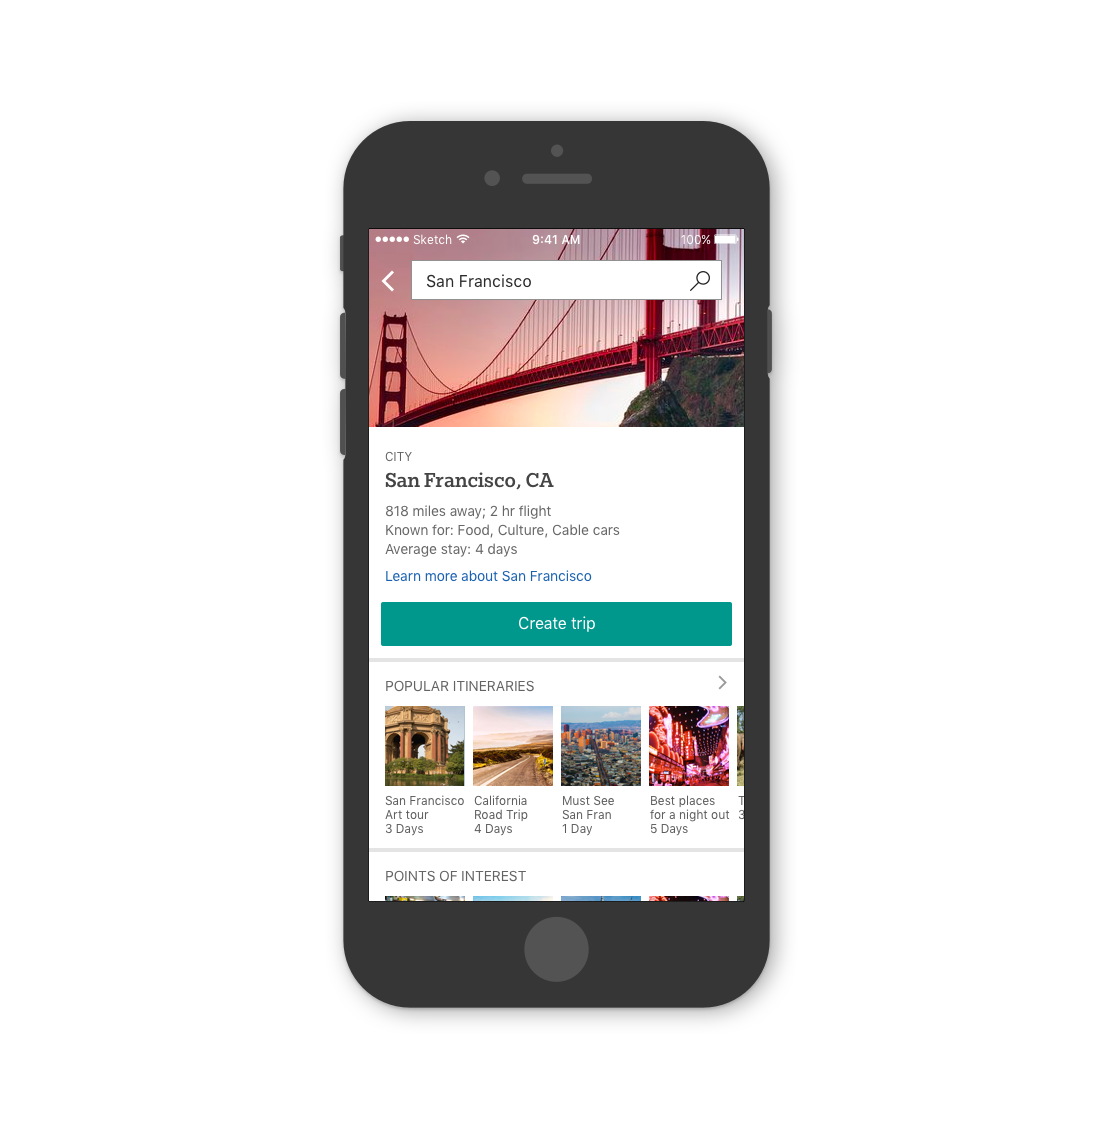 Sketch 9:41 AM 100%
San Francisco
CITY
San Francisco, CA
818 miles away; 2 hr flight
Known for: Food, Culture, Cable cars
Average stay: 4 days
Learn more about San Francisco
Create trip
POPULAR ITINERARIES
San Francisco
Art tour
3 Days
California
Road Trip
4 Days
Must See
San Fran
1 Day
Best places
for a night out
5 Days
POINTS OF INTEREST